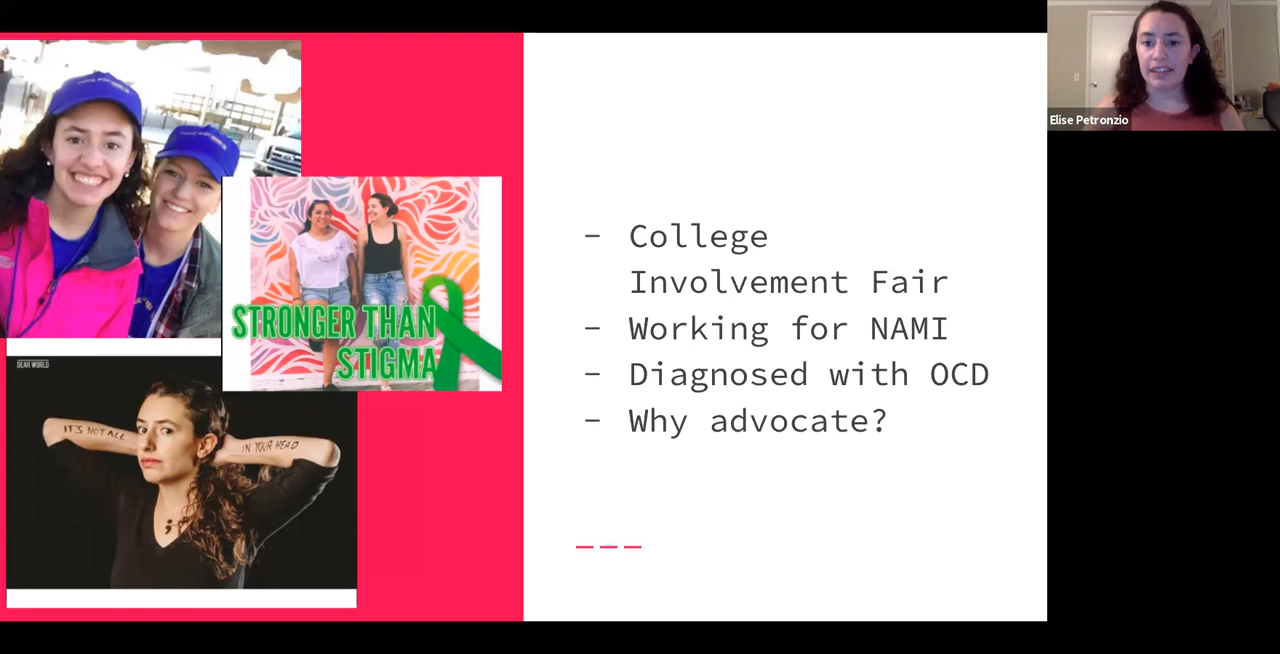 DEAR WORLD
IT'S NOT ALL
IN YOUR HEAD
STRONGER THAN
STIGMA
- College
Involvement Fair
- Working for NAMI
- Diagnosed with OCD
- Why advocate?
Elise Petronzio